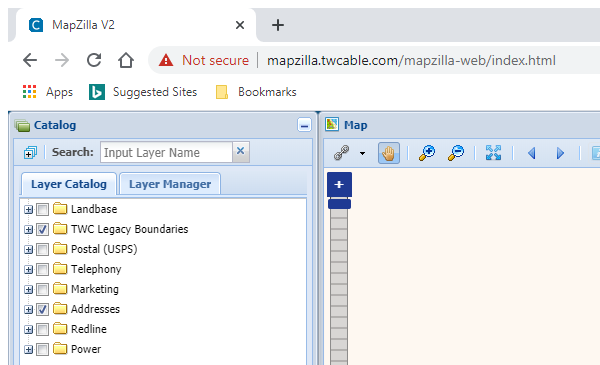 MapZilla V2
Not secure | mapzilla.twcable.com/mapzilla-web/index.html
Apps Suggested Sites Bookmarks
Catalog
Map
Search: Input Layer Name
Layer Catalog Layer Manager
Landbase
TWC Legacy Boundaries
Postal (USPS)
Telephony
Marketing
Addresses
Redline
Power